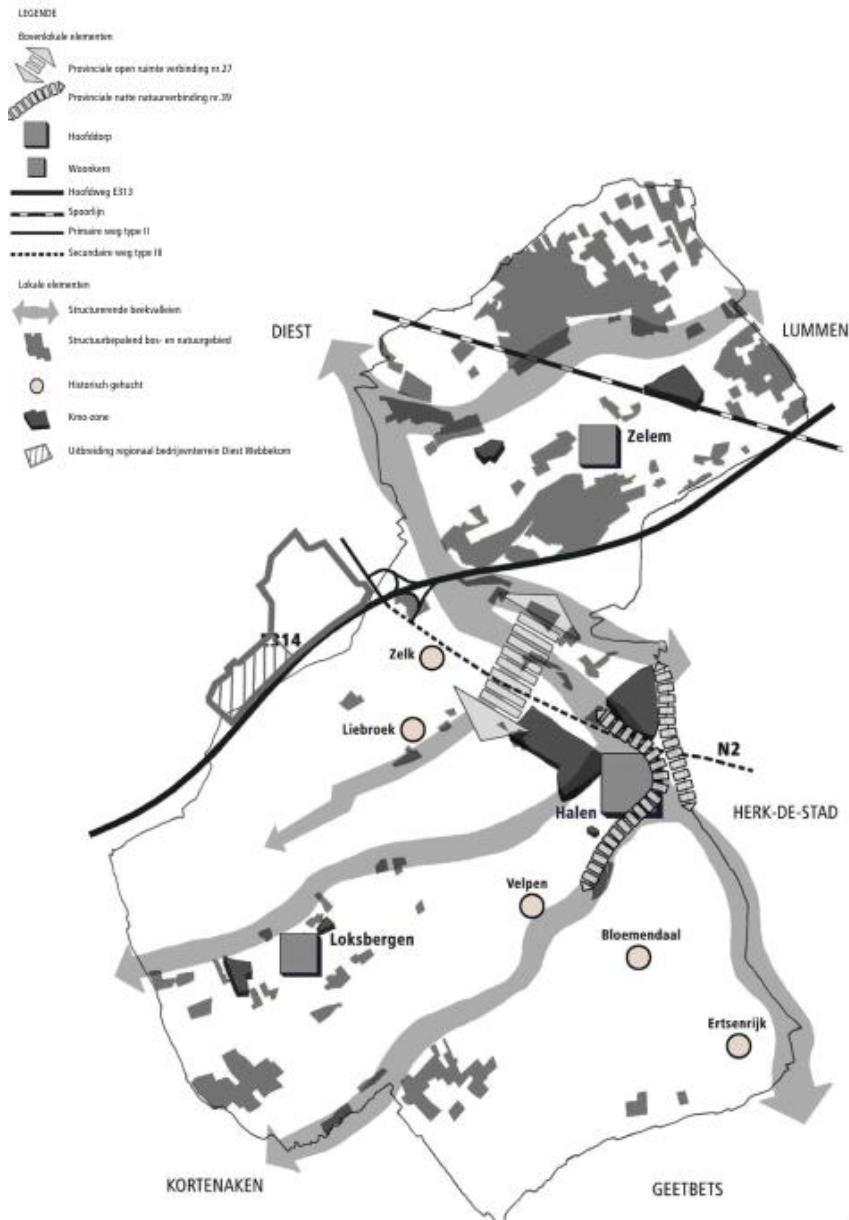 LEGENDE
Bovenlokale elementen
Provinciale open ruimte verbinding nr.27
Provinciale natte natuurverbinding nr.39
Hoofddorp
Woonkern
Hoofdweg E313
Spoorlijn
Primaire weg type II
Secundaire weg type III
Lokale elementen
Structurerende beekvalleien
Structuurbepalend bos- en natuurgebied
Historisch gehucht
Kmo-zone
Uitbreiding regionaal bedrijventerrein Diest Webbekom
DIEST
LUMMEN
Zelem
E314
Zelk
Liebroek
N2
Halen
HERK-DE-STAD
Velpen
Bloemendaal
Loksbergen
Ertsenrijk
KORTENAKEN
GEETBETS